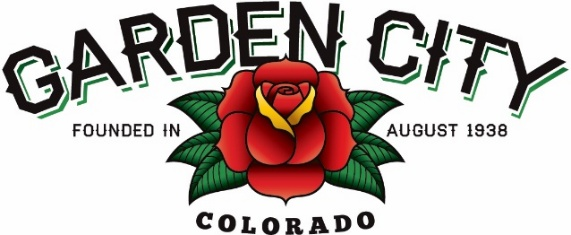 GARDEN CITY
FOUNDED IN AUGUST 1938
COLORADO